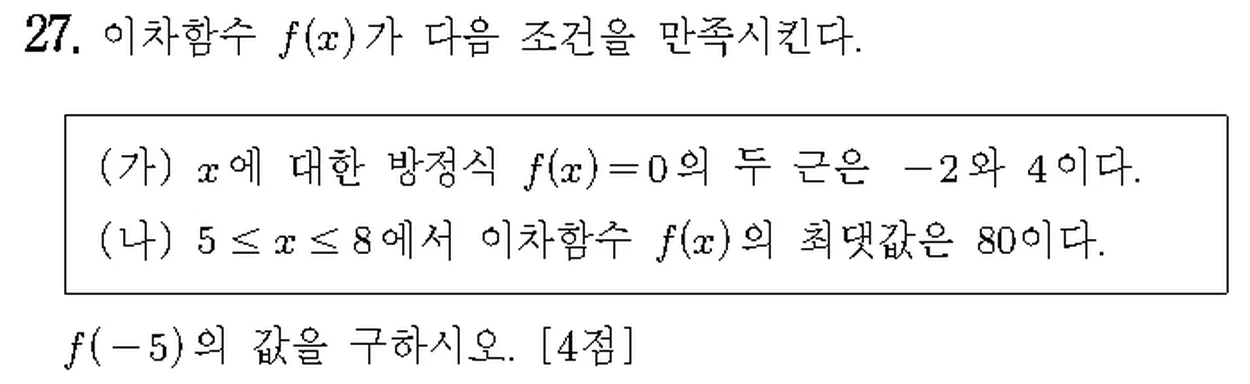 27. 이차함수 f(x)가 다음 조건을 만족시킨다.
(가) x에 대한 방정식 f(x)=0의 두 근은 -2와 4이다.
(나) 5 ≤ x ≤ 8에서 이차함수 f(x)의 최댓값은 80이다.
f(-5)의 값을 구하시오. [4점]